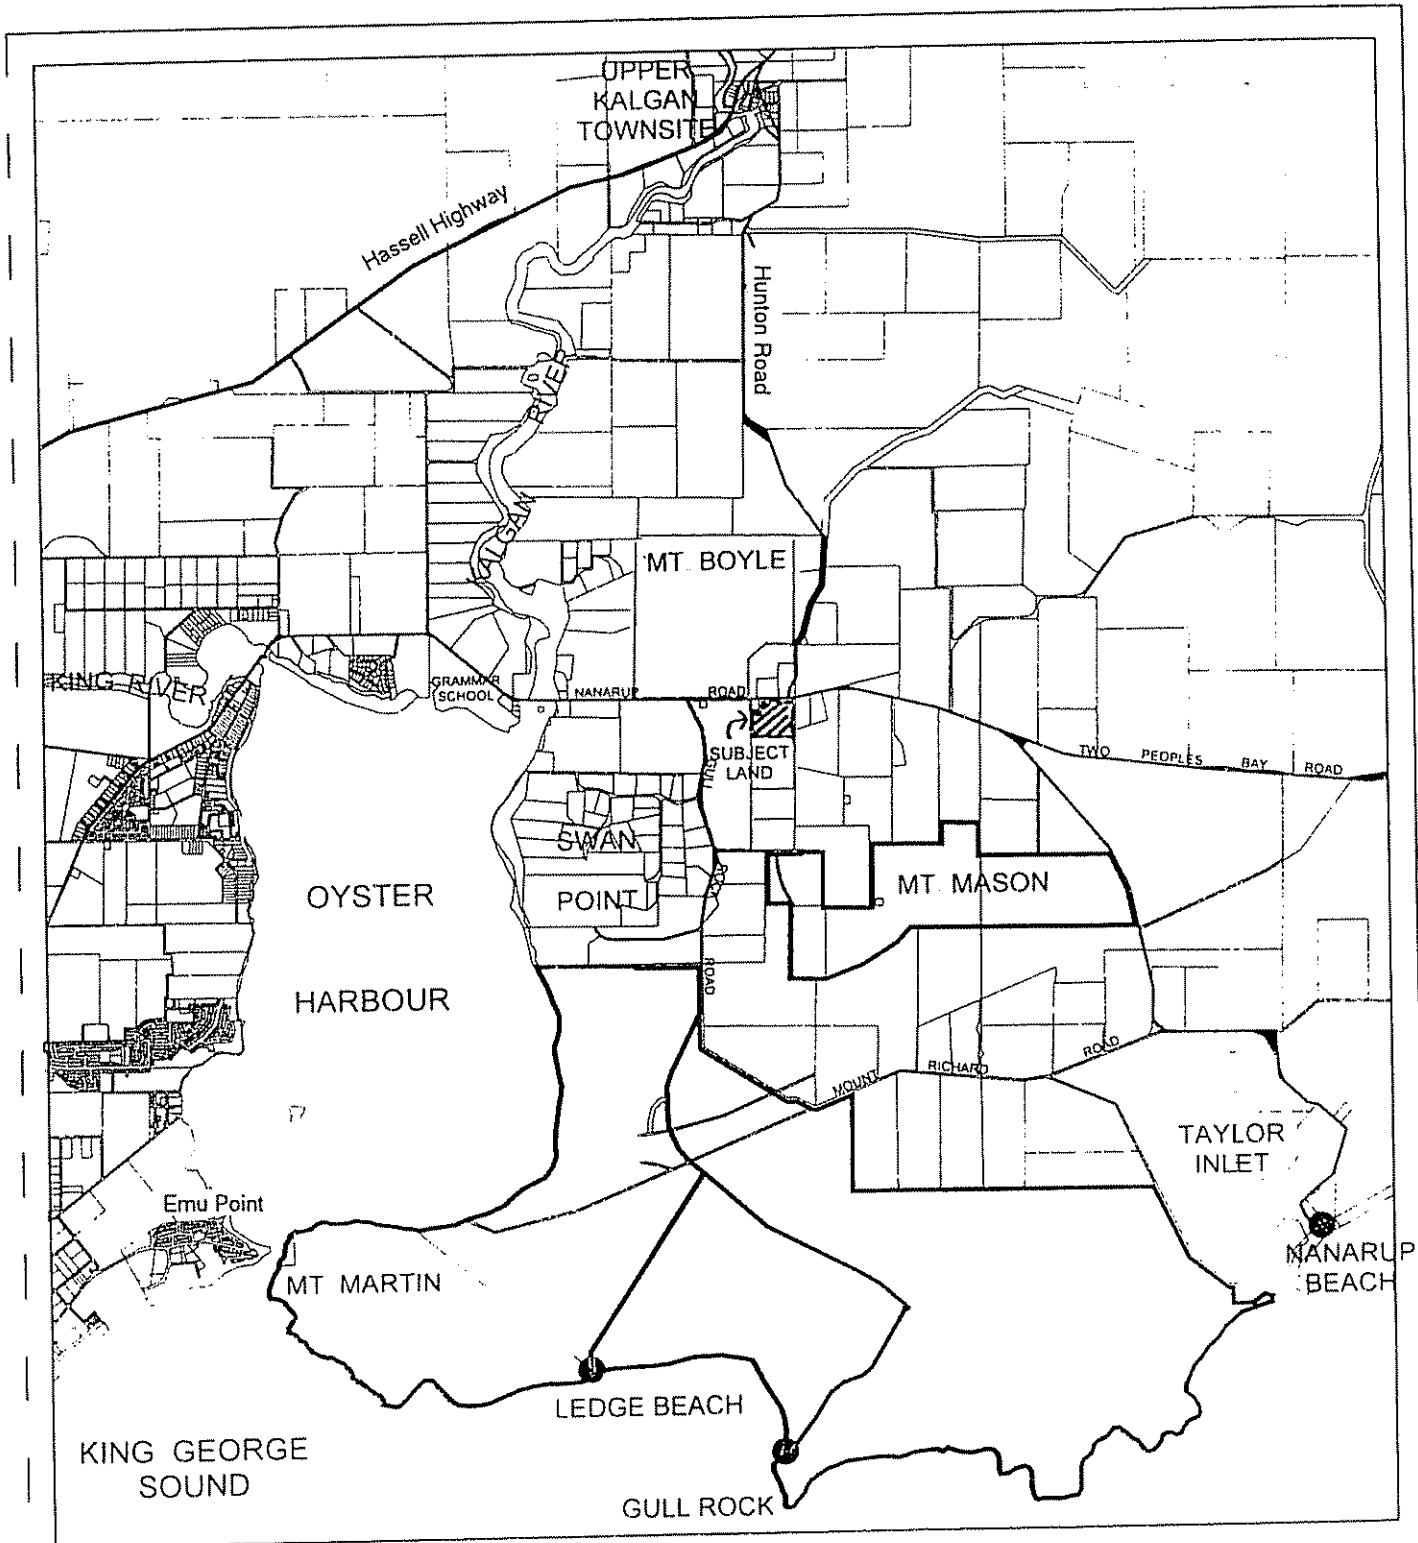 UPPER
KALGAN
TOWNSITE
Hassell Highway
Hunton Road
RIVER
KALGAN
MT BOYLE
KING RIVER
GRAMMAR
SCHOOL
NANARUP ROAD
SUBJECT
LAND
GULL
ROCK
ROAD
TWO PEOPLES BAY ROAD
SWAN
POINT
OYSTER
HARBOUR
MT MASON
MOUNT RICHARD ROAD
TAYLOR
INLET
Emu Point
NANARUP
BEACH
MT MARTIN
LEDGE BEACH
KING GEORGE
SOUND
GULL ROCK